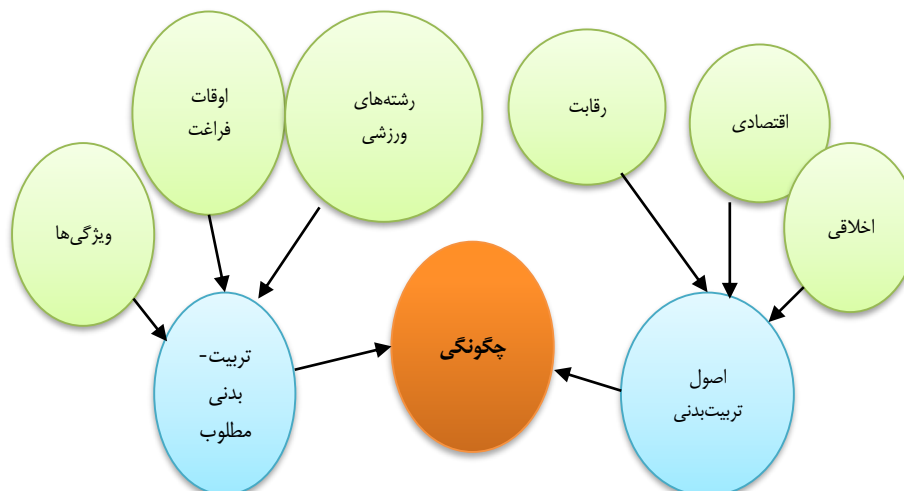 اقتصادی
رقابت
اخلاقی
رشته‌های
ورزشی
اوقات
فراغت
ویژگی‌ها
چگونگی
اصول
تربیت‌بدنی
تربیت-
بدنی
مطلوب